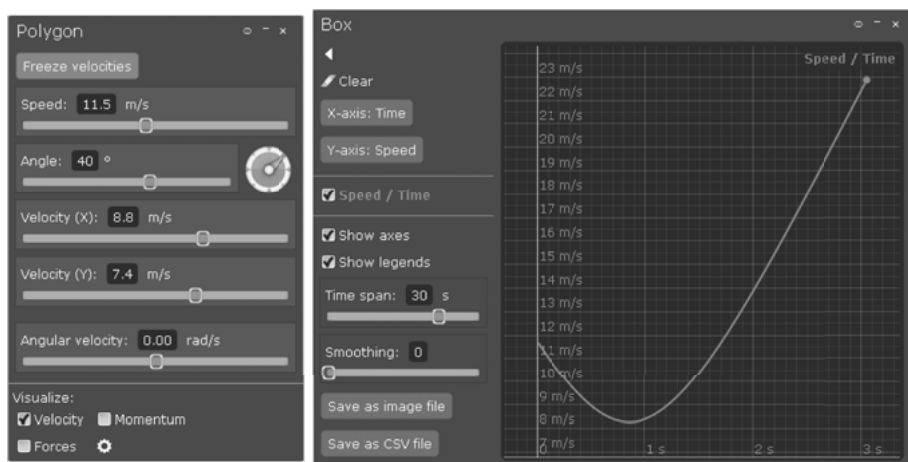 Polygon
Freeze velocities
Speed: 11.5 m/s
Angle: 40 °
Velocity (X): 8.8 m/s
Velocity (Y): 7.4 m/s
Angular velocity: 0.00 rad/s
Visualize:
Velocity Momentum
Forces
Box
Clear
X-axis: Time
Y-axis: Speed
Speed / Time
Show axes
Show legends
Time span: 30 s
Smoothing: 0
Save as image file
Save as CSV file
Speed / Time
23 m/s
22 m/s
21 m/s
20 m/s
19 m/s
18 m/s
17 m/s
16 m/s
15 m/s
14 m/s
13 m/s
12 m/s
11 m/s
10 m/s
9 m/s
8 m/s
7 m/s
0 1 s 2 s 3 s